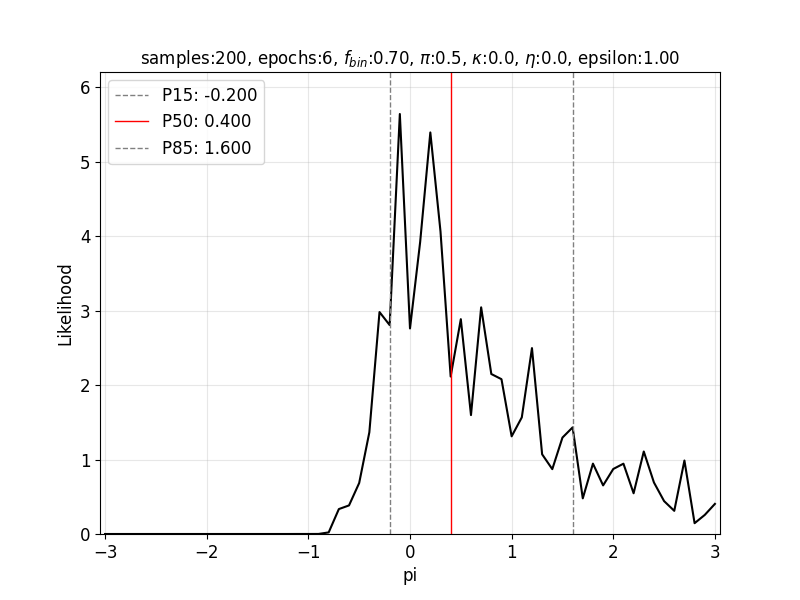 samples:200, epochs:6, f_bin:0.70, π:0.5, κ:0.0, η:0.0, epsilon:1.00
P15: -0.200
P50: 0.400
P85: 1.600
6
5
4
3
2
1
0
Likelihood
−3 −2 −1 0 1 2 3
pi